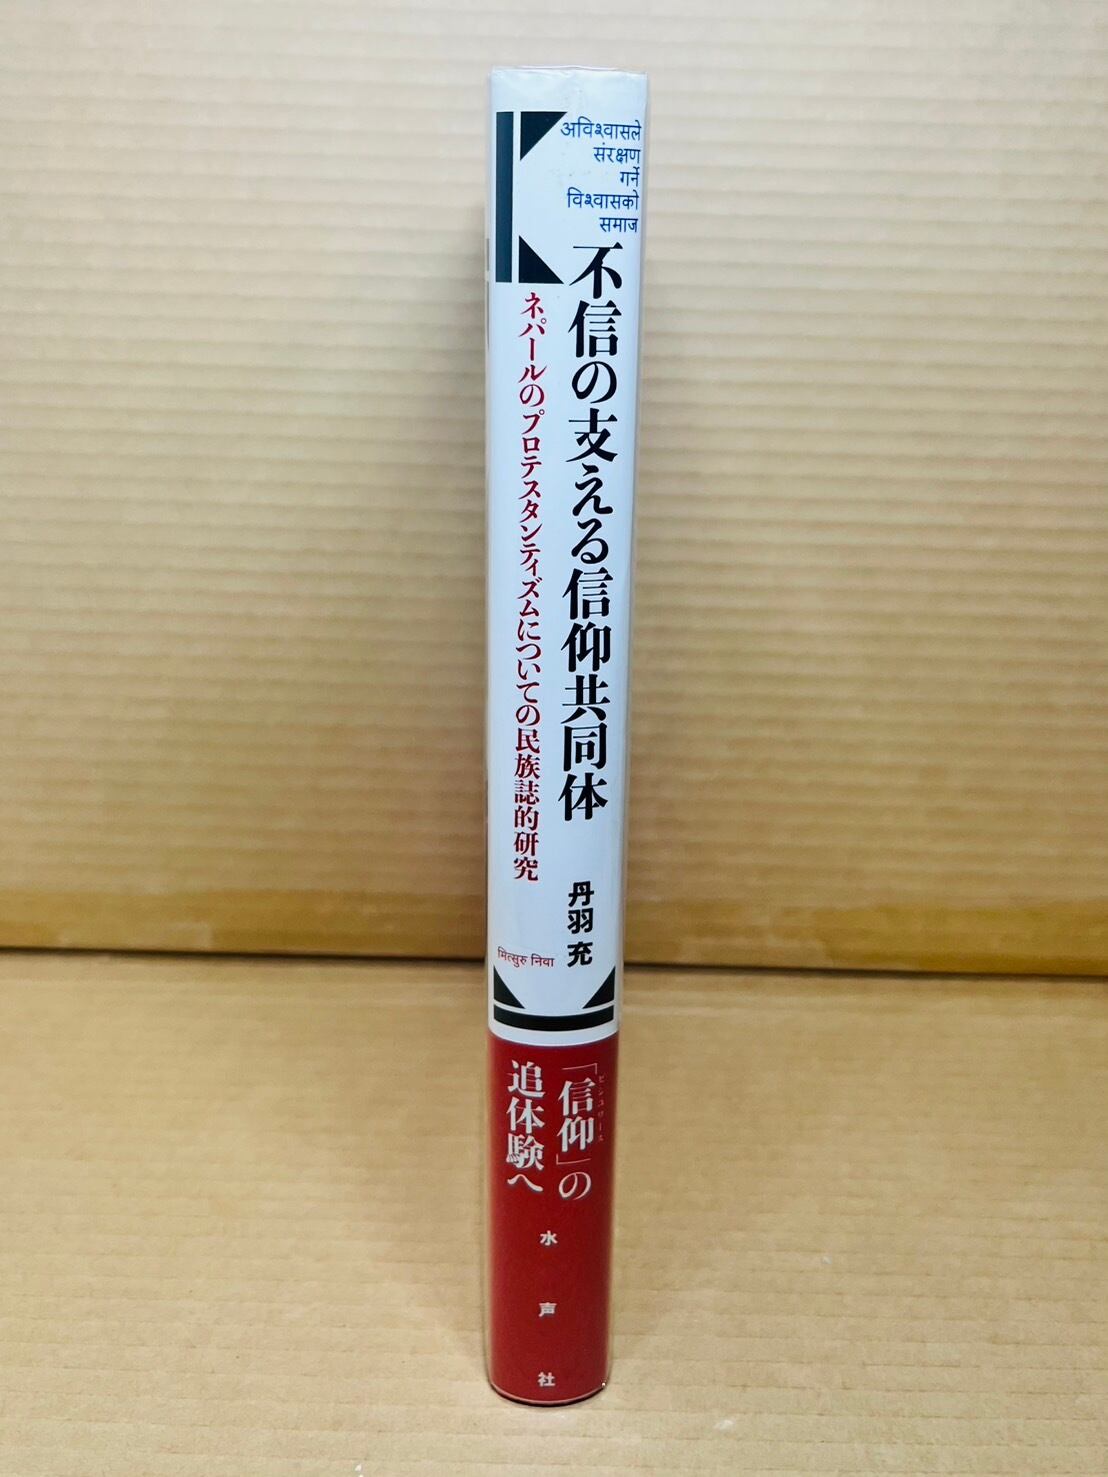 अविश्वासले
संरक्षण
गर्ने
विश्वासको
समाज
不信の支える信仰共同体
ネパールのプロテスタンティズムについての民族誌的研究
丹羽 充
मित्सुरु निवा
「信仰」の
追体験へ
水声社